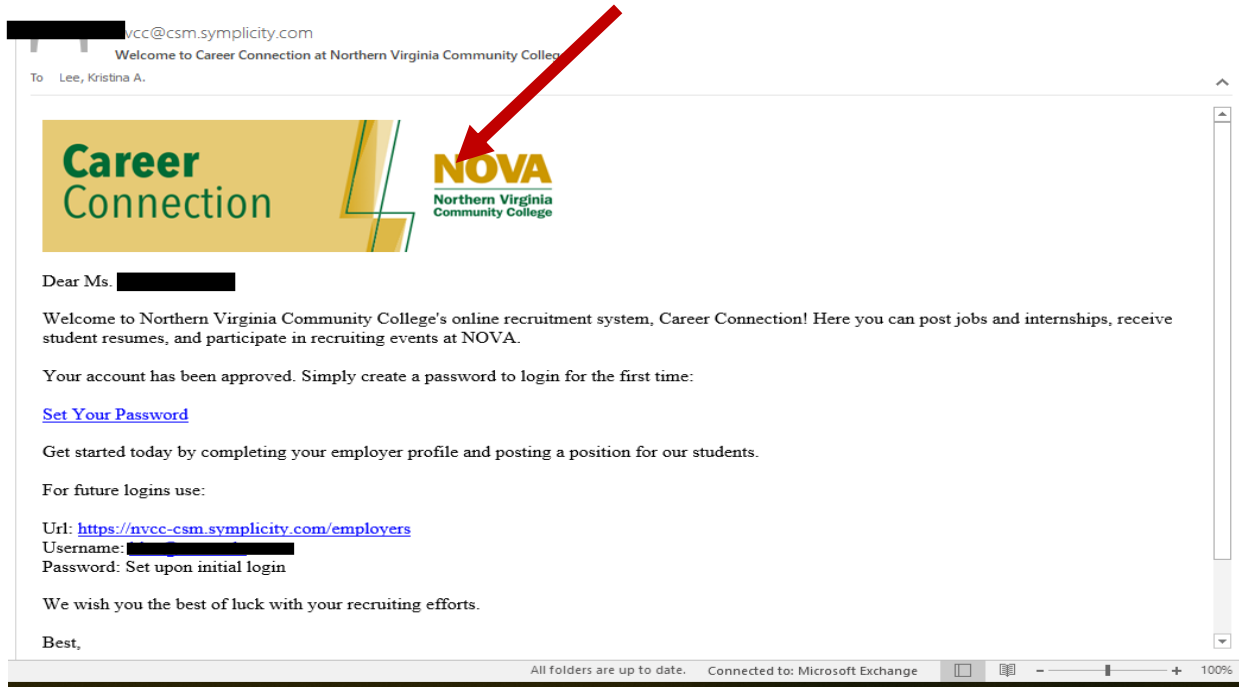 vcc@csm.symplicity.com
Welcome to Career Connection at Northern Virginia Community Colleg
To Lee, Kristina A.
Career
Connection
NOVA
Northern Virginia
Community College
Dear Ms.
Welcome to Northern Virginia Community College's online recruitment system, Career Connection! Here you can post jobs and internships, receive
student resumes, and participate in recruiting events at NOVA.
Your account has been approved. Simply create a password to login for the first time:
Set Your Password
Get started today by completing your employer profile and posting a position for our students.
For future logins use:
Url: https://nvcc-csm.symplicity.com/employers
Username:
Password: Set upon initial login
We wish you the best of luck with your recruiting efforts.
Best,
All folders are up to date. Connected to: Microsoft Exchange 100%